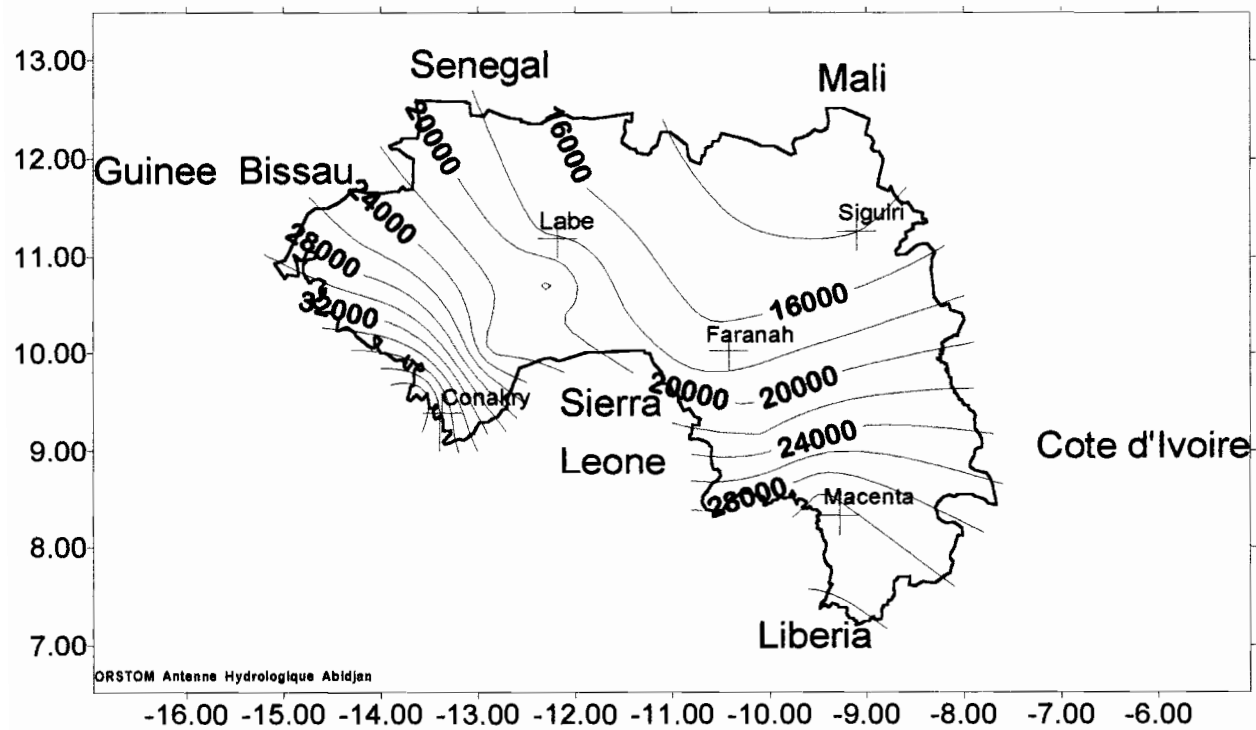 13.00
Senegal
Mali
20000
16000
12.00
Guinee Bissau
24000
Labe
Siguiri
11.00
28000
16000
32000
Faranah
10.00
20000
20000
Conakry
Sierra
Leone
24000
Cote d'Ivoire
9.00
28000
Macenta
8.00
7.00
Liberia
ORSTOM Antenne Hydrologique Abidjan
-16.00 -15.00 -14.00 -13.00 -12.00 -11.00 -10.00 -9.00 -8.00 -7.00 -6.00